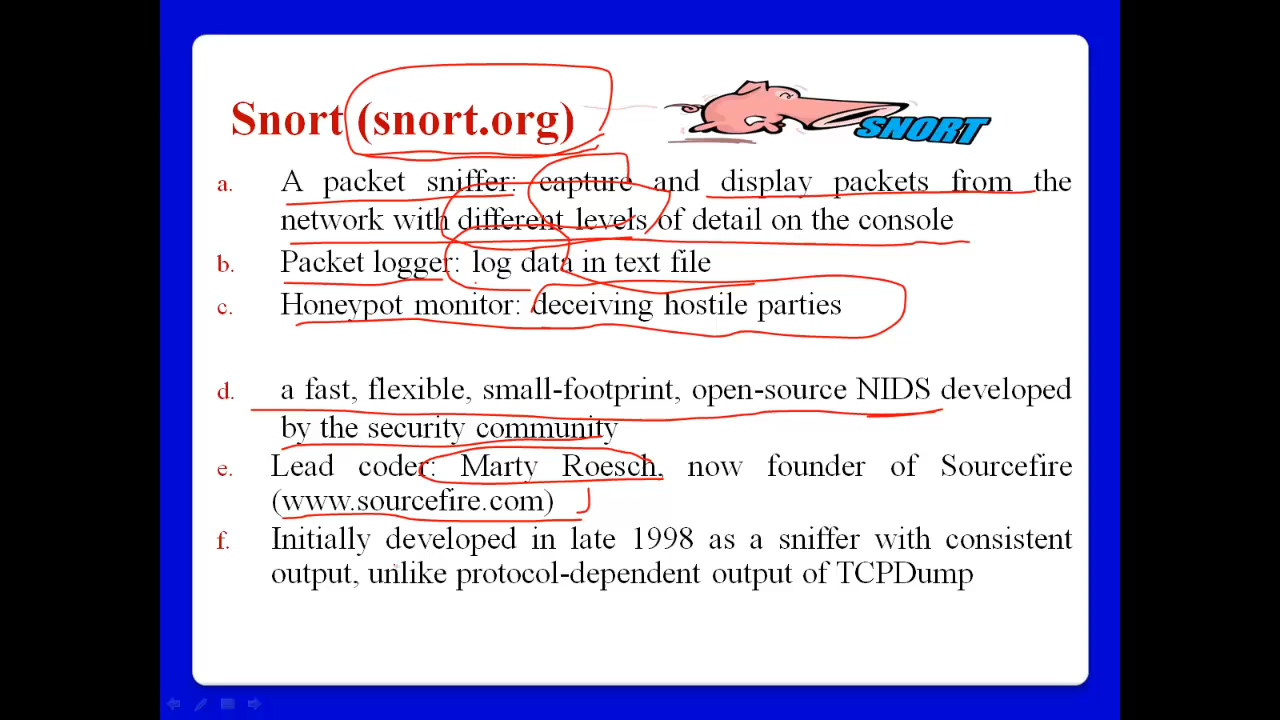 Snort (snort.org)
SNORT
a. A packet sniffer: capture and display packets from the
network with different levels of detail on the console
b. Packet logger: log data in text file
c. Honeypot monitor: deceiving hostile parties
d. a fast, flexible, small-footprint, open-source NIDS developed
by the security community
e. Lead coder: Marty Roesch, now founder of Sourcefire
(www.sourcefire.com)
f. Initially developed in late 1998 as a sniffer with consistent
output, unlike protocol-dependent output of TCPDump